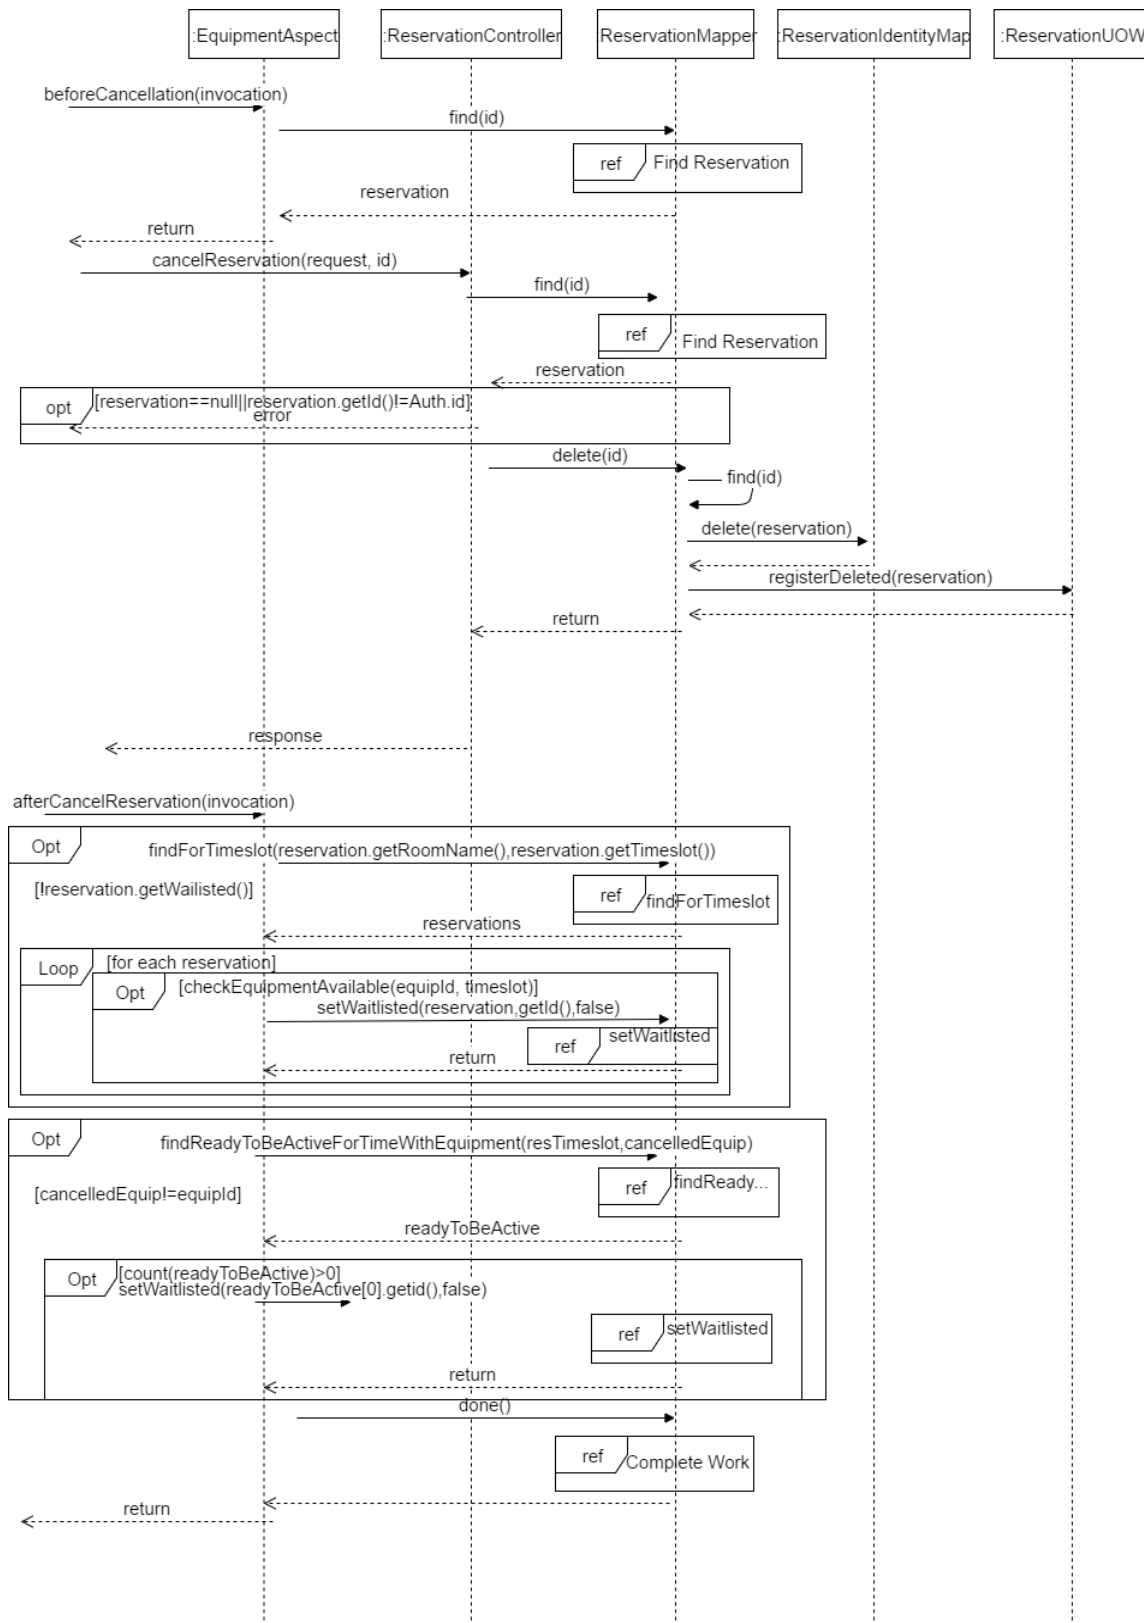 :EquipmentAspect
:ReservationController
:ReservationMapper
:ReservationIdentityMap
:ReservationUOW
beforeCancellation(invocation)
find(id)
ref
Find Reservation
reservation
return
cancelReservation(request, id)
find(id)
ref
Find Reservation
reservation
opt
[reservation==null||reservation.getId()!=Auth.id]
error
delete(id)
find(id)
delete(reservation)
registerDeleted(reservation)
return
response
afterCancelReservation(invocation)
Opt
findForTimeslot(reservation.getRoomName(),reservation.getTimeslot())
[!reservation.getWailisted()]
ref
findForTimeslot
reservations
Loop
[for each reservation]
Opt
[checkEquipmentAvailable(equipId, timeslot)]
setWaitlisted(reservation,getId(),false)
ref
setWaitlisted
return
Opt
findReadyToBeActiveForTimeWithEquipment(resTimeslot,cancelledEquip)
[cancelledEquip!=equipId]
ref
findReady...
readyToBeActive
Opt
[count(readyToBeActive)>0]
setWaitlisted(readyToBeActive[0].getid(),false)
ref
setWaitlisted
return
done()
ref
Complete Work
return